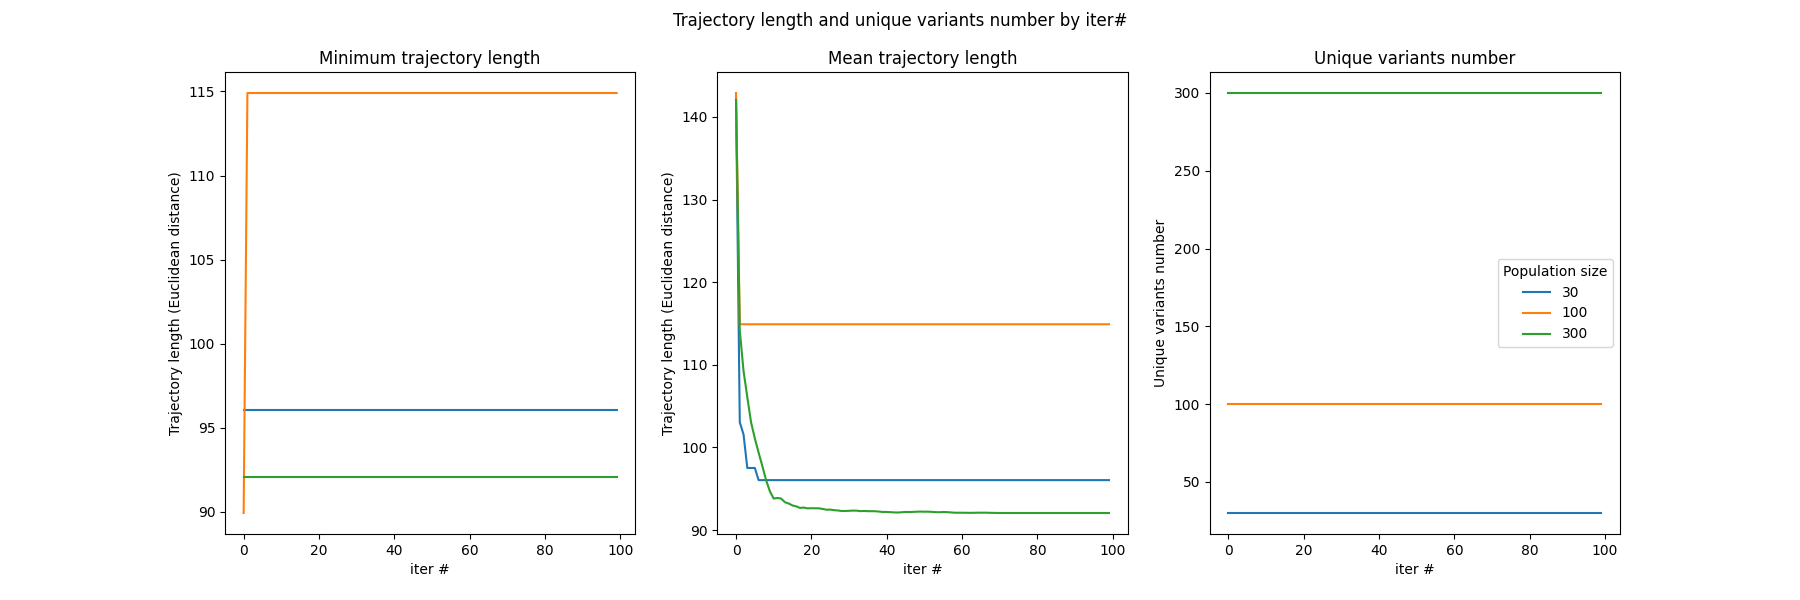 Trajectory length and unique variants number by iter#
Minimum trajectory length
Trajectory length (Euclidean distance)
115
110
105
100
95
90
0 20 40 60 80 100
iter #
Mean trajectory length
Trajectory length (Euclidean distance)
140
130
120
110
100
90
0 20 40 60 80 100
iter #
Unique variants number
Unique variants number
300
250
200
150
100
50
0 20 40 60 80 100
iter #
Population size
30
100
300